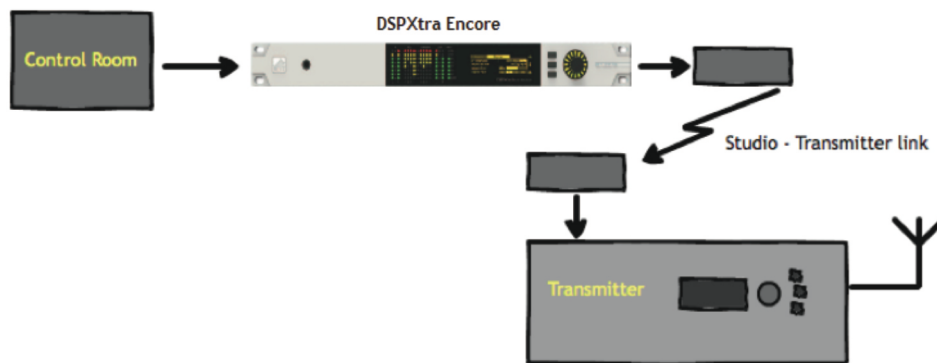 DSPXtra Encore
Control Room
Studio - Transmitter link
Transmitter